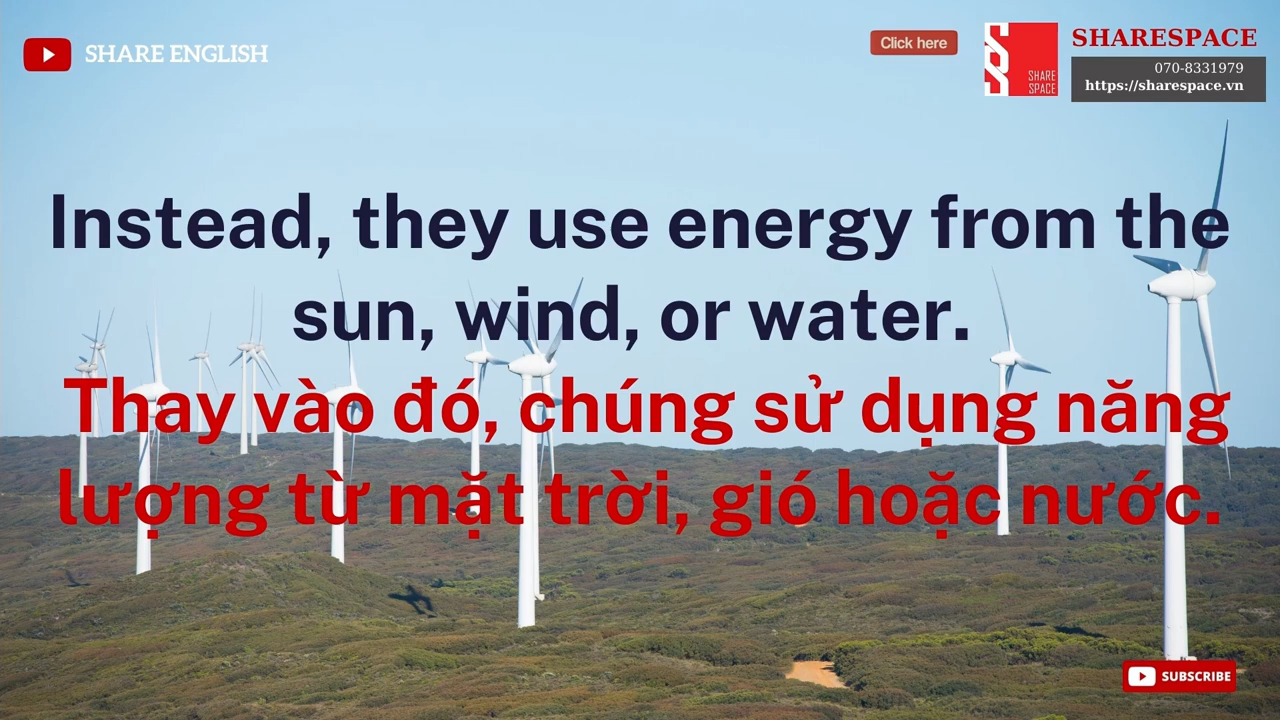 SHARE ENGLISH
Click here
SHARE
SPACE
SHARESPACE
070-8331979
https://sharespace.vn
Instead, they use energy from the
sun, wind, or water.
Thay vào đó, chúng sử dụng năng
lượng từ mặt trời, gió hoặc nước.
SUBSCRIBE